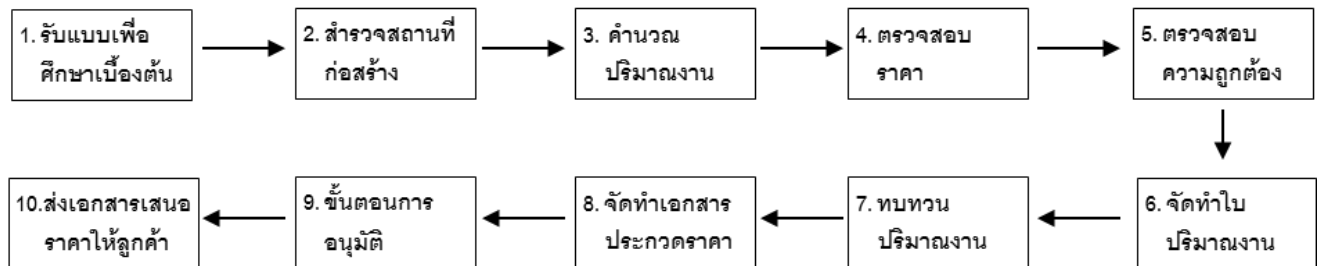 1. รับแบบเพื่อ
ศึกษาเบื้องต้น
2. สำรวจสถานที่
ก่อสร้าง
3. คำนวณ
ปริมาณงาน
4. ตรวจสอบ
ราคา
5. ตรวจสอบ
ความถูกต้อง
6. จัดทำใบ
ปริมาณงาน
7. ทบทวน
ปริมาณงาน
8. จัดทำเอกสาร
ประกวดราคา
9. ขั้นตอนการ
อนุมัติ
10.ส่งเอกสารเสนอ
ราคาให้ลูกค้า